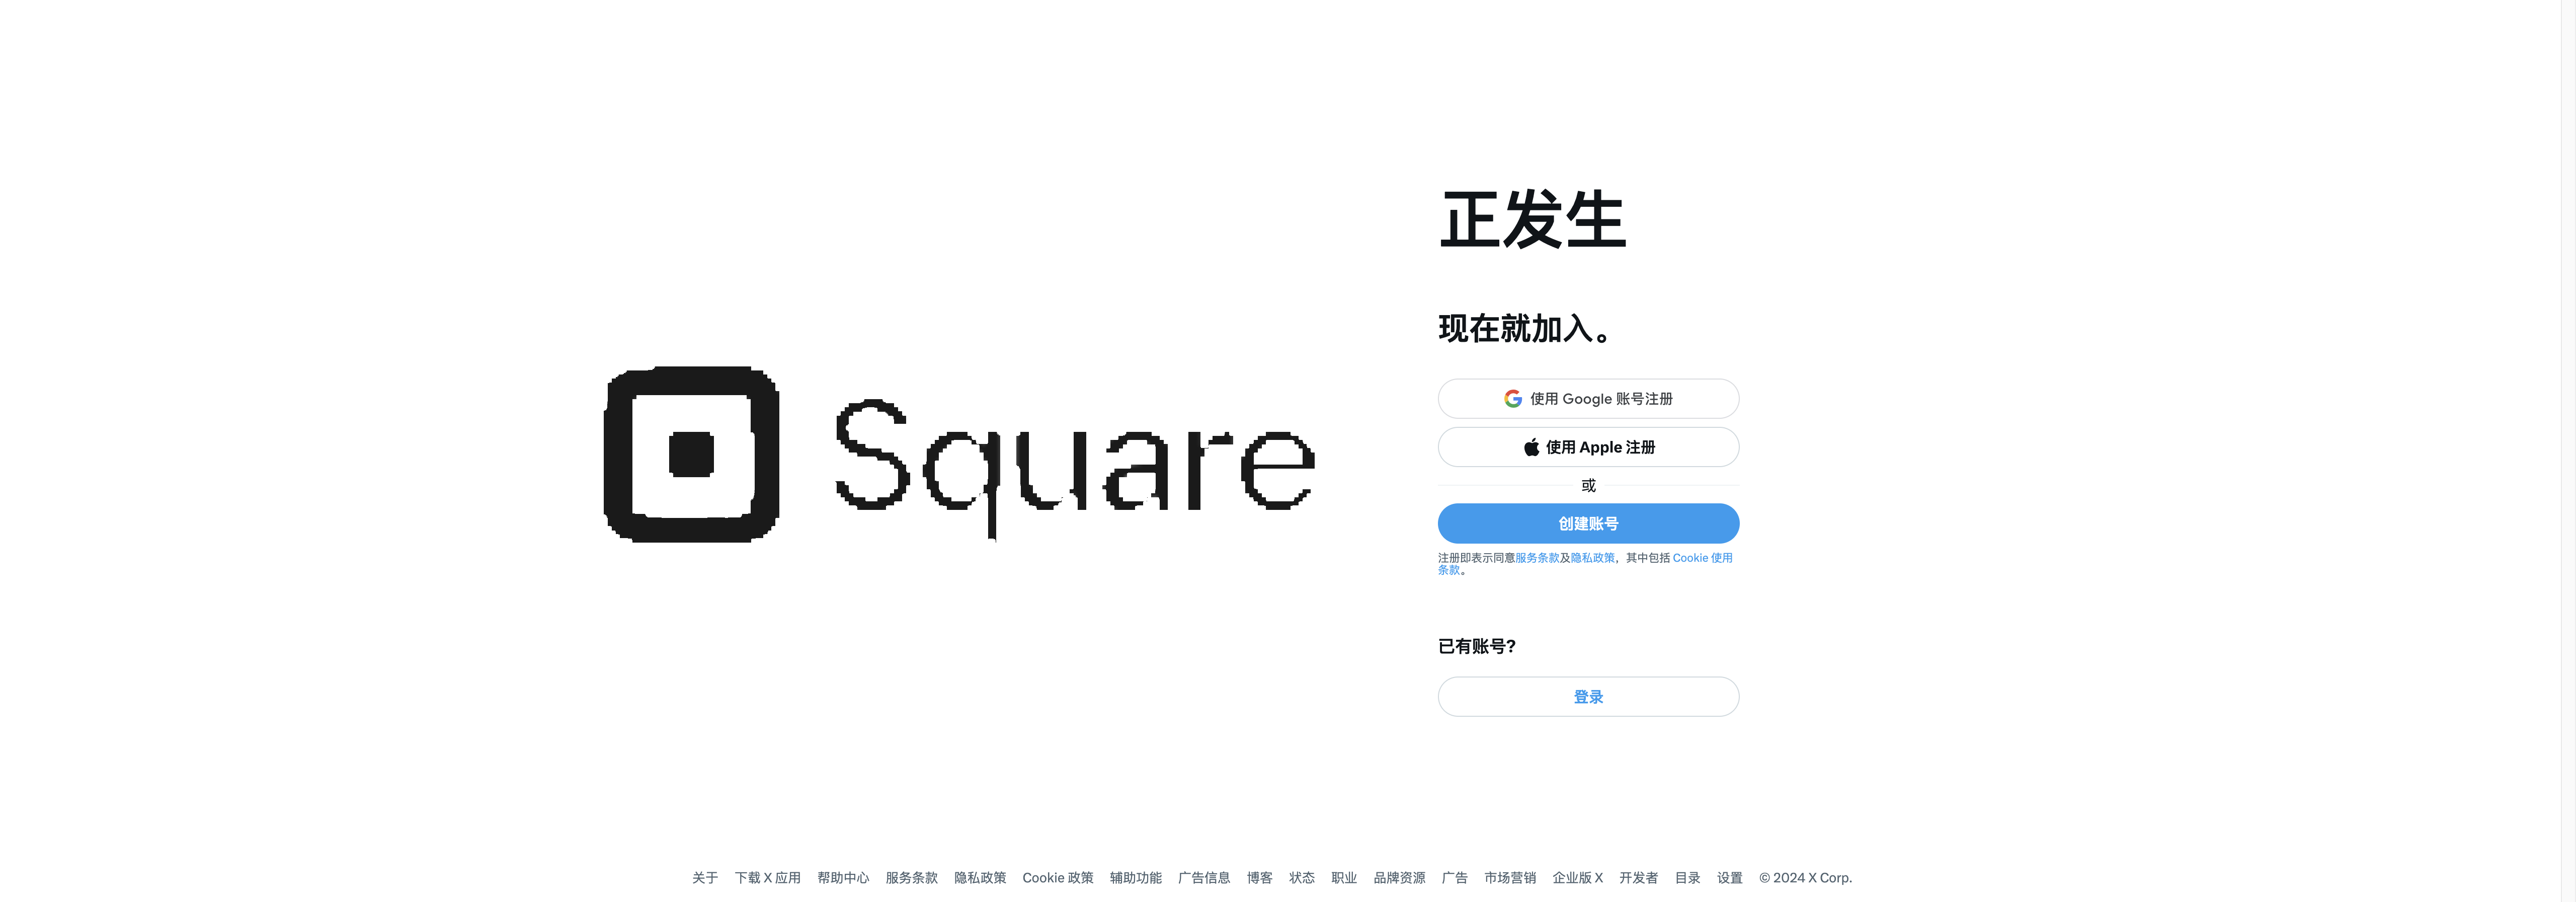 Square
正发生
现在就加入。
使用 Google 账号注册
使用 Apple 注册
或
创建账号
注册即表示同意服务条款及隐私政策，其中包括 Cookie 使用
条款。
已有账号?
登录
关于 下载 X 应用 帮助中心 服务条款 隐私政策 Cookie 政策 辅助功能 广告信息 博客 状态 职业 品牌资源 广告 市场营销 企业版 X 开发者 目录 设置 © 2024 X Corp.